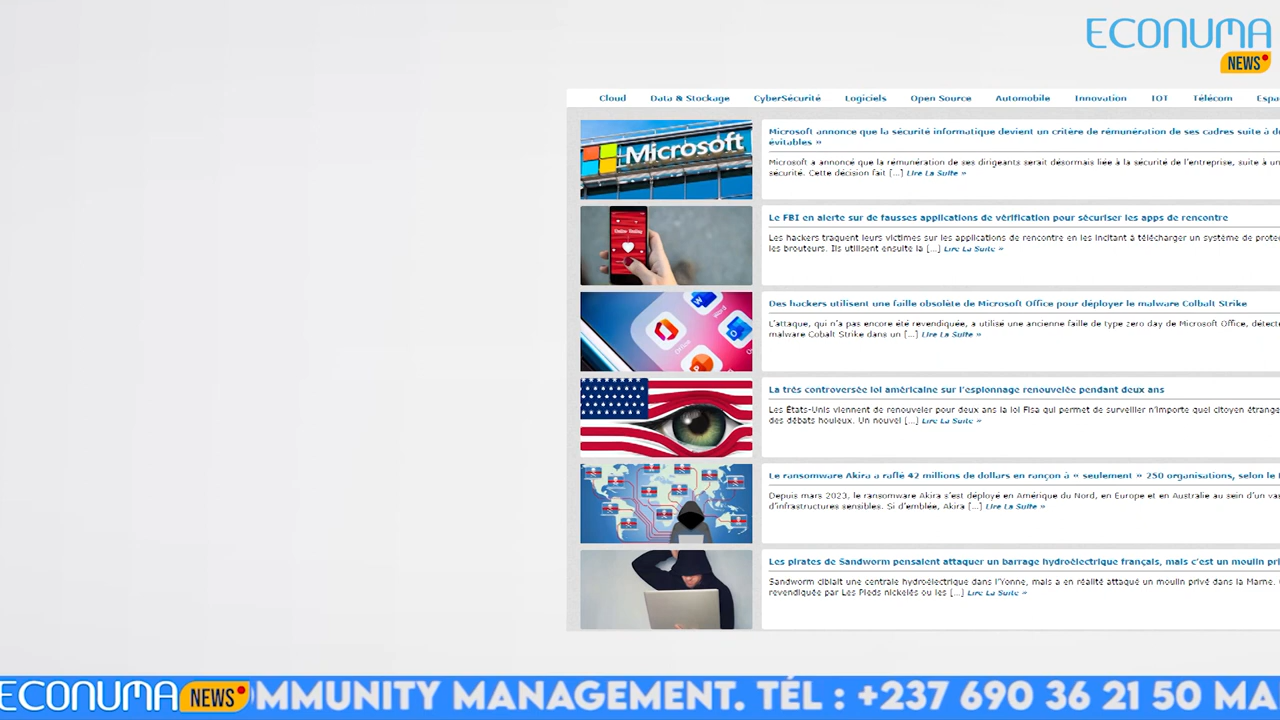 ECONUMA
NEWS
Cloud Data & Stockage CyberSécurité Logiciels Open Source Automobile Innovation IOT Télécom
Microsoft
Microsoft annonce que la sécurité informatique devient un critère de rémunération de ses cadres suite à
évitables »
Microsoft a annoncé que la rémunération de ses dirigeants serait désormais liée à la sécurité de l'entreprise, suite à
sécurité. Cette décision fait [...] Lire La Suite »
Le FBI en alerte sur de fausses applications de vérification pour sécuriser les apps de rencontre
Les hackers traquent leurs victimes sur les applications de rencontre en les incitant à télécharger un système de
les brouteurs. Ils utilisent ensuite la [...] Lire La Suite »
Des hackers utilisent une faille obsolète de Microsoft Office pour déployer le malware Colbalt Strike
L'attaque, qui n'a pas encore été revendiquée, a utilisé une ancienne faille de type zero day de Microsoft Office,
malware Cobalt Strike dans un [...] Lire La Suite »
La très controversée loi américaine sur l'espionnage renouvelée pendant deux ans
Les États-Unis viennent de renouveler pour deux ans la loi Fisa qui permet de surveiller n'importe quel citoyen
des débats houleux. Un nouvel [...] Lire La Suite »
Le ransomware Akira a raflé 42 millions de dollars en rançon à « seulement » 250 organisations, selon le
Depuis mars 2023, le ransomware Akira s'est déployé en Amérique du Nord, en Europe et en Australie au sein d'un
d'infrastructures sensibles. Si d'emblée, Akira [...] Lire La Suite »
Les pirates de Sandworm pensaient attaquer un barrage hydroélectrique français, mais c'est un moulin
Sandworm ciblait une centrale hydroélectrique dans l'Yonne, mais a en réalité attaqué un moulin privé dans la Marne.
revendiquée par Les Pieds nickelés ou les [...] Lire La Suite »
ECONUMA NEWS OMMUNITY MANAGEMENT. TÉL : +237 690 36 21 50 MA